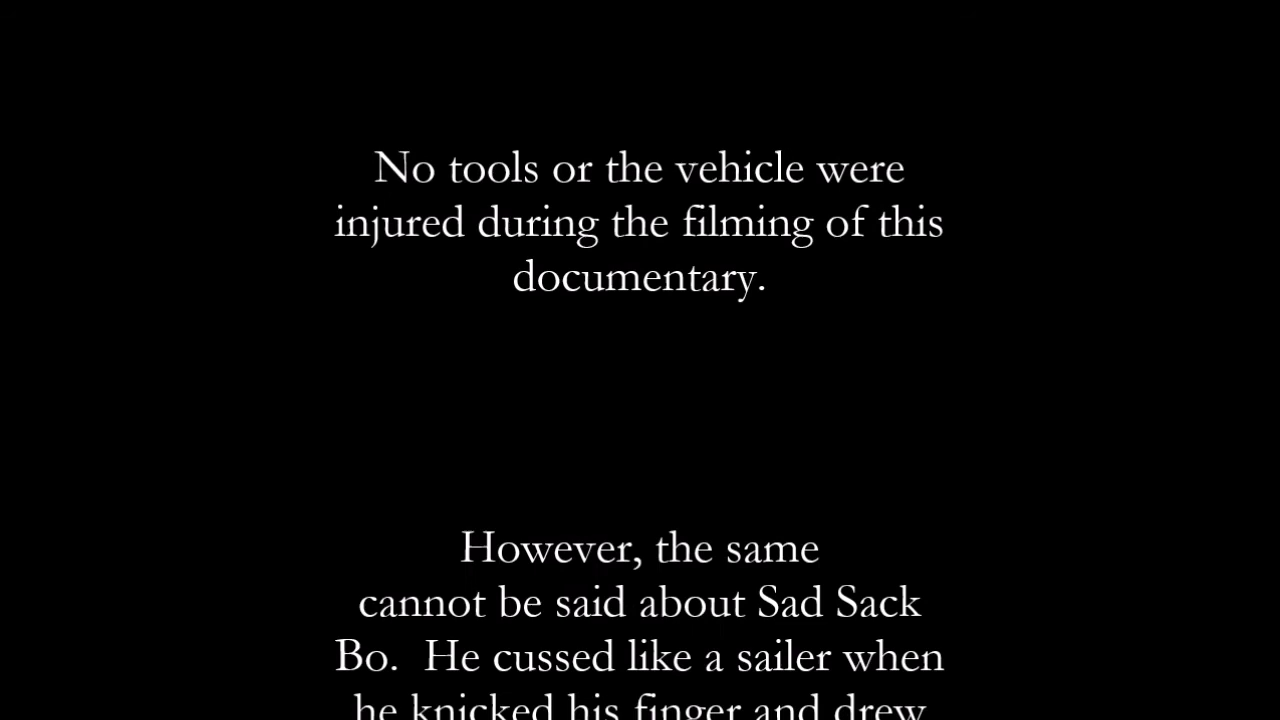 No tools or the vehicle were
injured during the filming of this
documentary.
However, the same
cannot be said about Sad Sack
Bo.  He cussed like a sailer when
he knicked his finger and drew